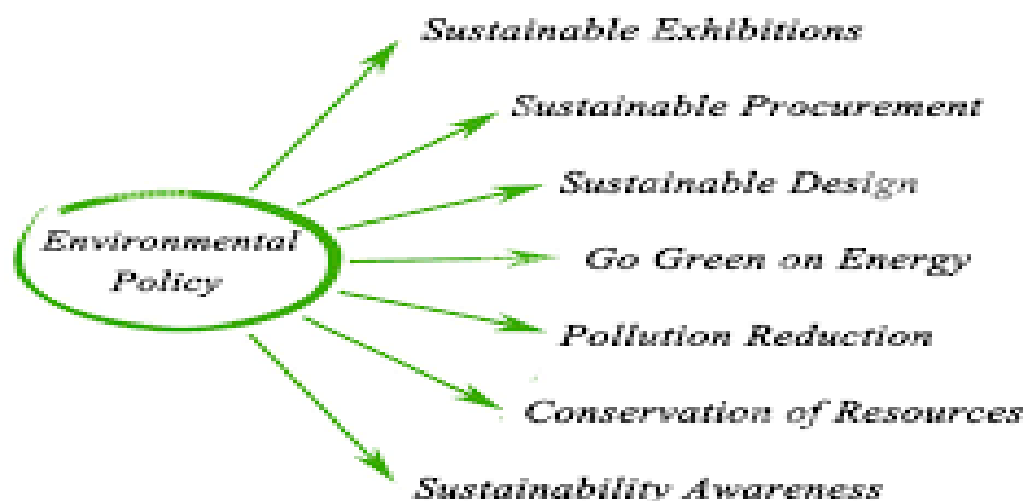 Sustainable Exhibitions
Sustainable Procurement
Sustainable Design
Environmental
Policy
Go Green on Energy
Pollution Reduction
Conservation of Resources
Sustainability Awareness